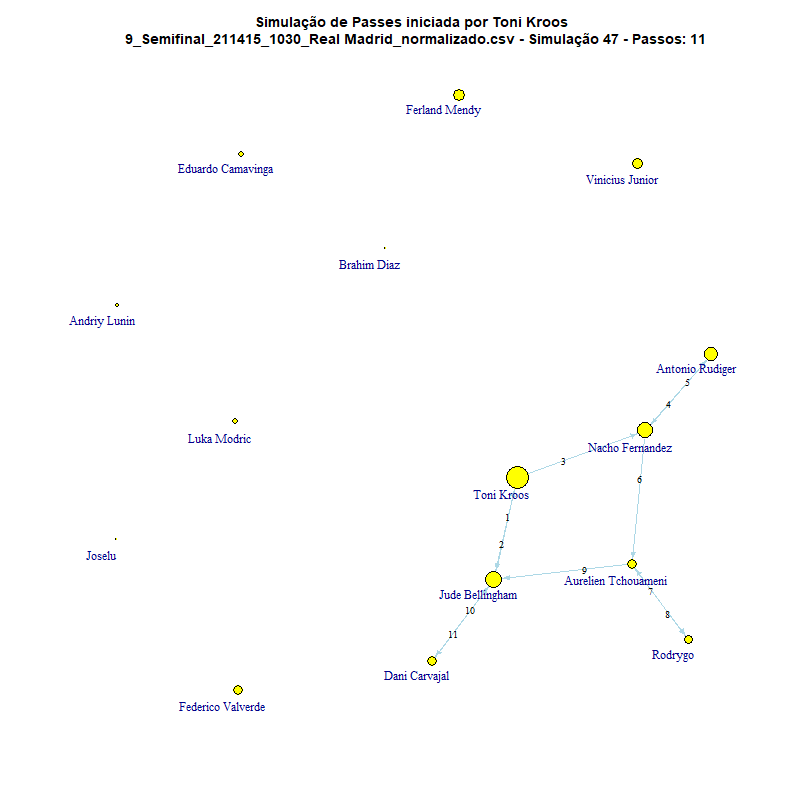 Simulação de Passes iniciada por Toni Kroos
9_Semifinal_211415_1030_Real Madrid_normalizado.csv - Simulação 47 - Passos: 11
Ferland Mendy
Eduardo Camavinga
Vinicius Junior
Brahim Diaz
Andriy Lunin
Antonio Rudiger
5
4
Luka Modric
Nacho Fernandez
3
6
Toni Kroos
1
2
Joselu
9
Aurelien Tchouameni
7
Jude Bellingham
10
8
11
Rodrygo
Dani Carvajal
Federico Valverde